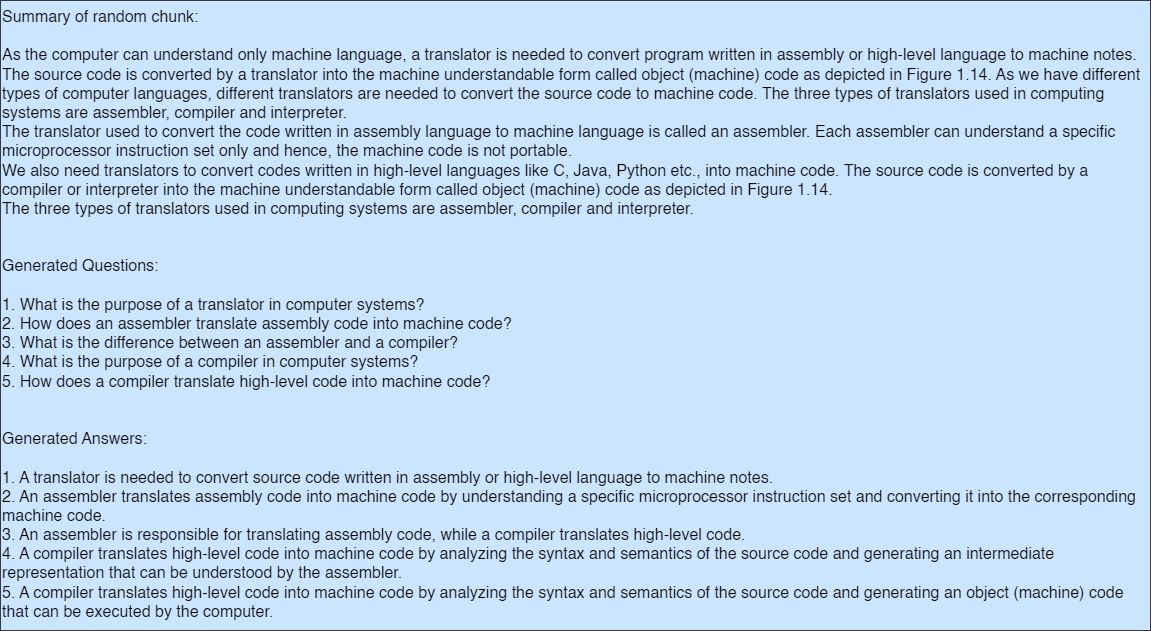 Summary of random chunk:
As the computer can understand only machine language, a translator is needed to convert program written in assembly or high-level language to machine notes.
The source code is converted by a translator into the machine understandable form called object (machine) code as depicted in Figure 1.14. As we have different
types of computer languages, different translators are needed to convert the source code to machine code. The three types of translators used in computing
systems are assembler, compiler and interpreter.
The translator used to convert the code written in assembly language to machine language is called an assembler. Each assembler can understand a specific
microprocessor instruction set only and hence, the machine code is not portable.
We also need translators to convert codes written in high-level languages like C, Java, Python etc., into machine code. The source code is converted by a
compiler or interpreter into the machine understandable form called object (machine) code as depicted in Figure 1.14.
The three types of translators used in computing systems are assembler, compiler and interpreter.
Generated Questions:
1. What is the purpose of a translator in computer systems?
2. How does an assembler translate assembly code into machine code?
3. What is the difference between an assembler and a compiler?
4. What is the purpose of a compiler in computer systems?
5. How does a compiler translate high-level code into machine code?
Generated Answers:
1. A translator is needed to convert source code written in assembly or high-level language to machine notes.
2. An assembler translates assembly code into machine code by understanding a specific microprocessor instruction set and converting it into the corresponding
machine code.
3. An assembler is responsible for translating assembly code, while a compiler translates high-level code.
4. A compiler translates high-level code into machine code by analyzing the syntax and semantics of the source code and generating an intermediate
representation that can be understood by the assembler.
5. A compiler translates high-level code into machine code by analyzing the syntax and semantics of the source code and generating an object (machine) code
that can be executed by the computer.